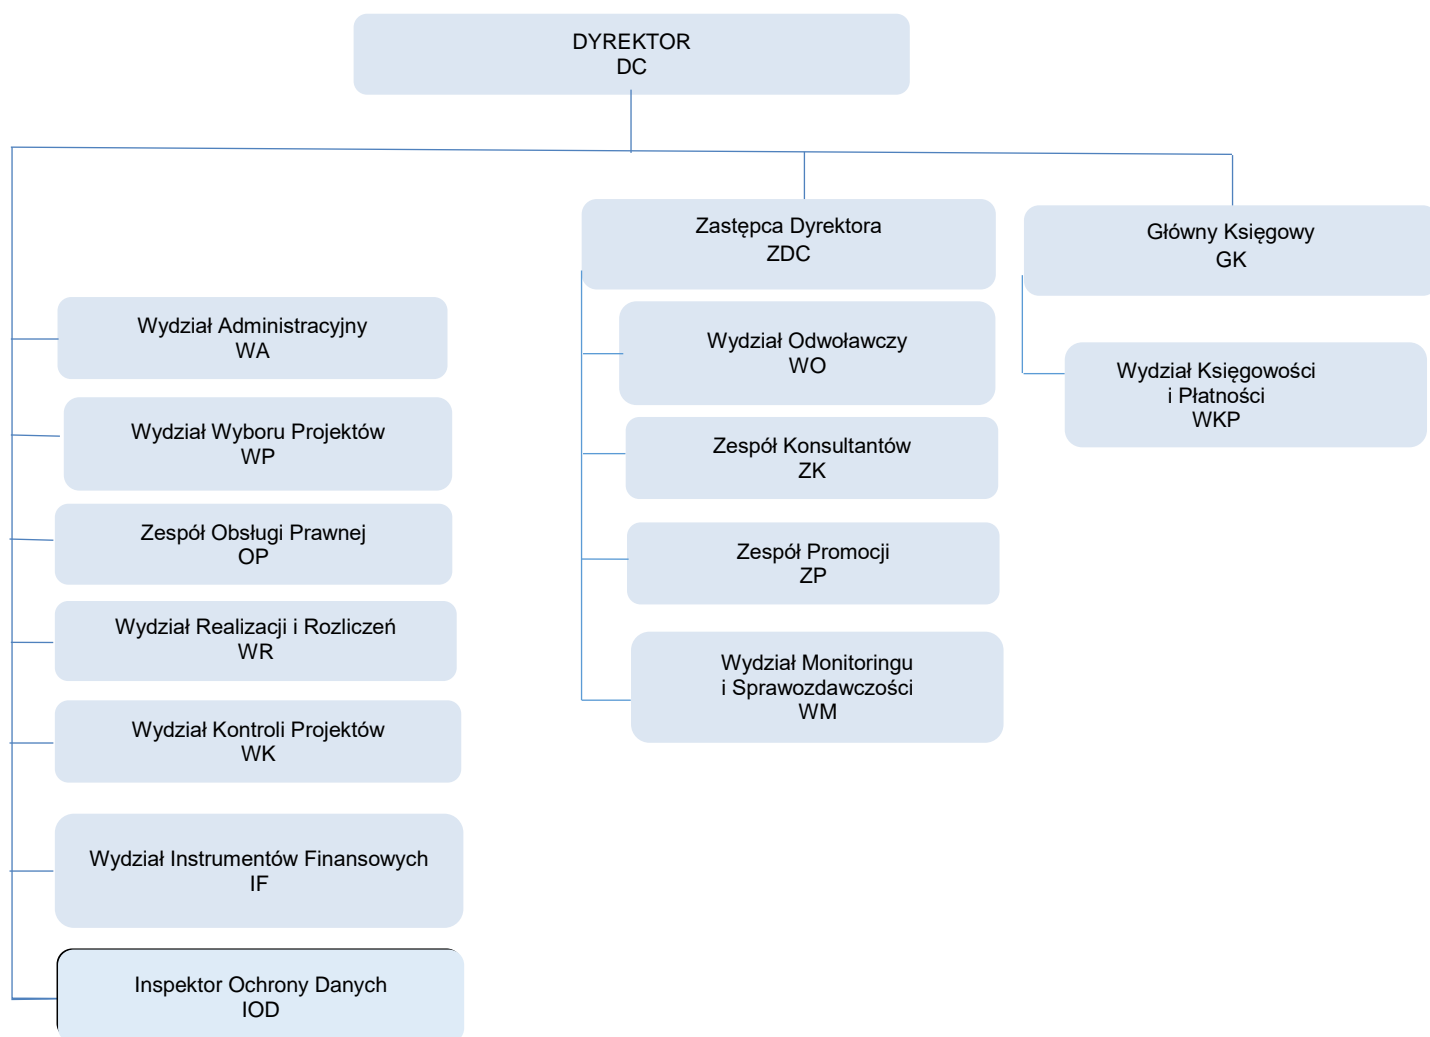 DYREKTOR
DC
Zastępca Dyrektora
ZDC
Główny Księgowy
GK
Wydział Administracyjny
WA
Wydział Wyboru Projektów
WP
Zespół Obsługi Prawnej
OP
Wydział Realizacji i Rozliczeń
WR
Wydział Kontroli Projektów
WK
Wydział Instrumentów Finansowych
IF
Inspektor Ochrony Danych
IOD
Wydział Odwoławczy
WO
Zespół Konsultantów
ZK
Zespół Promocji
ZP
Wydział Monitoringu
i Sprawozdawczości
WM
Wydział Księgowości
i Płatności
WKP